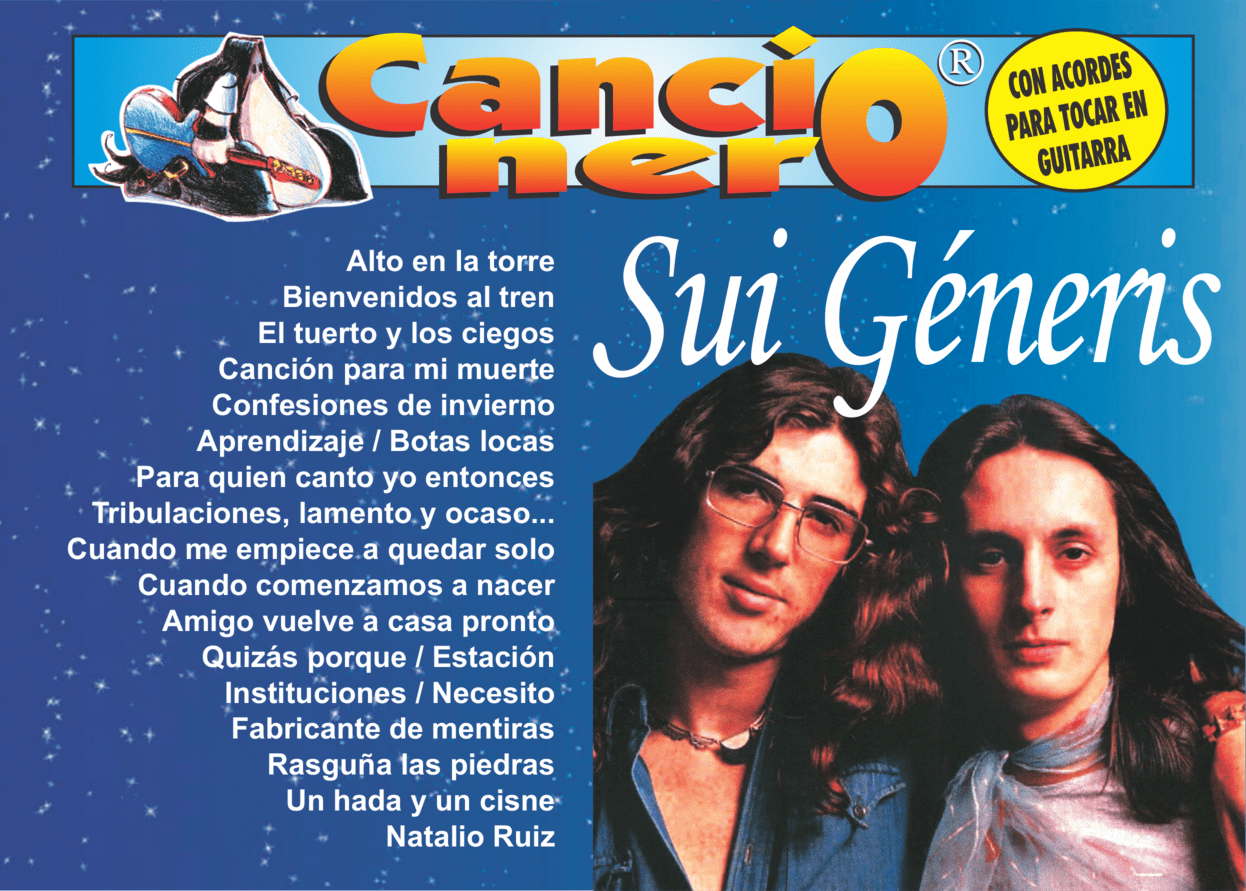 Cancio
nero
®
CON ACORDES
PARA TOCAR EN
GUITARRA
Sui Géneris
Alto en la torre
Bienvenidos al tren
El tuerto y los ciegos
Canción para mi muerte
Confesiones de invierno
Aprendizaje / Botas locas
Para quien canto yo entonces
Tribulaciones, lamento y ocaso...
Cuando me empiece a quedar solo
Cuando comenzamos a nacer
Amigo vuelve a casa pronto
Quizás porque / Estación
Instituciones / Necesito
Fabricante de mentiras
Rasguña las piedras
Un hada y un cisne
Natalio Ruiz